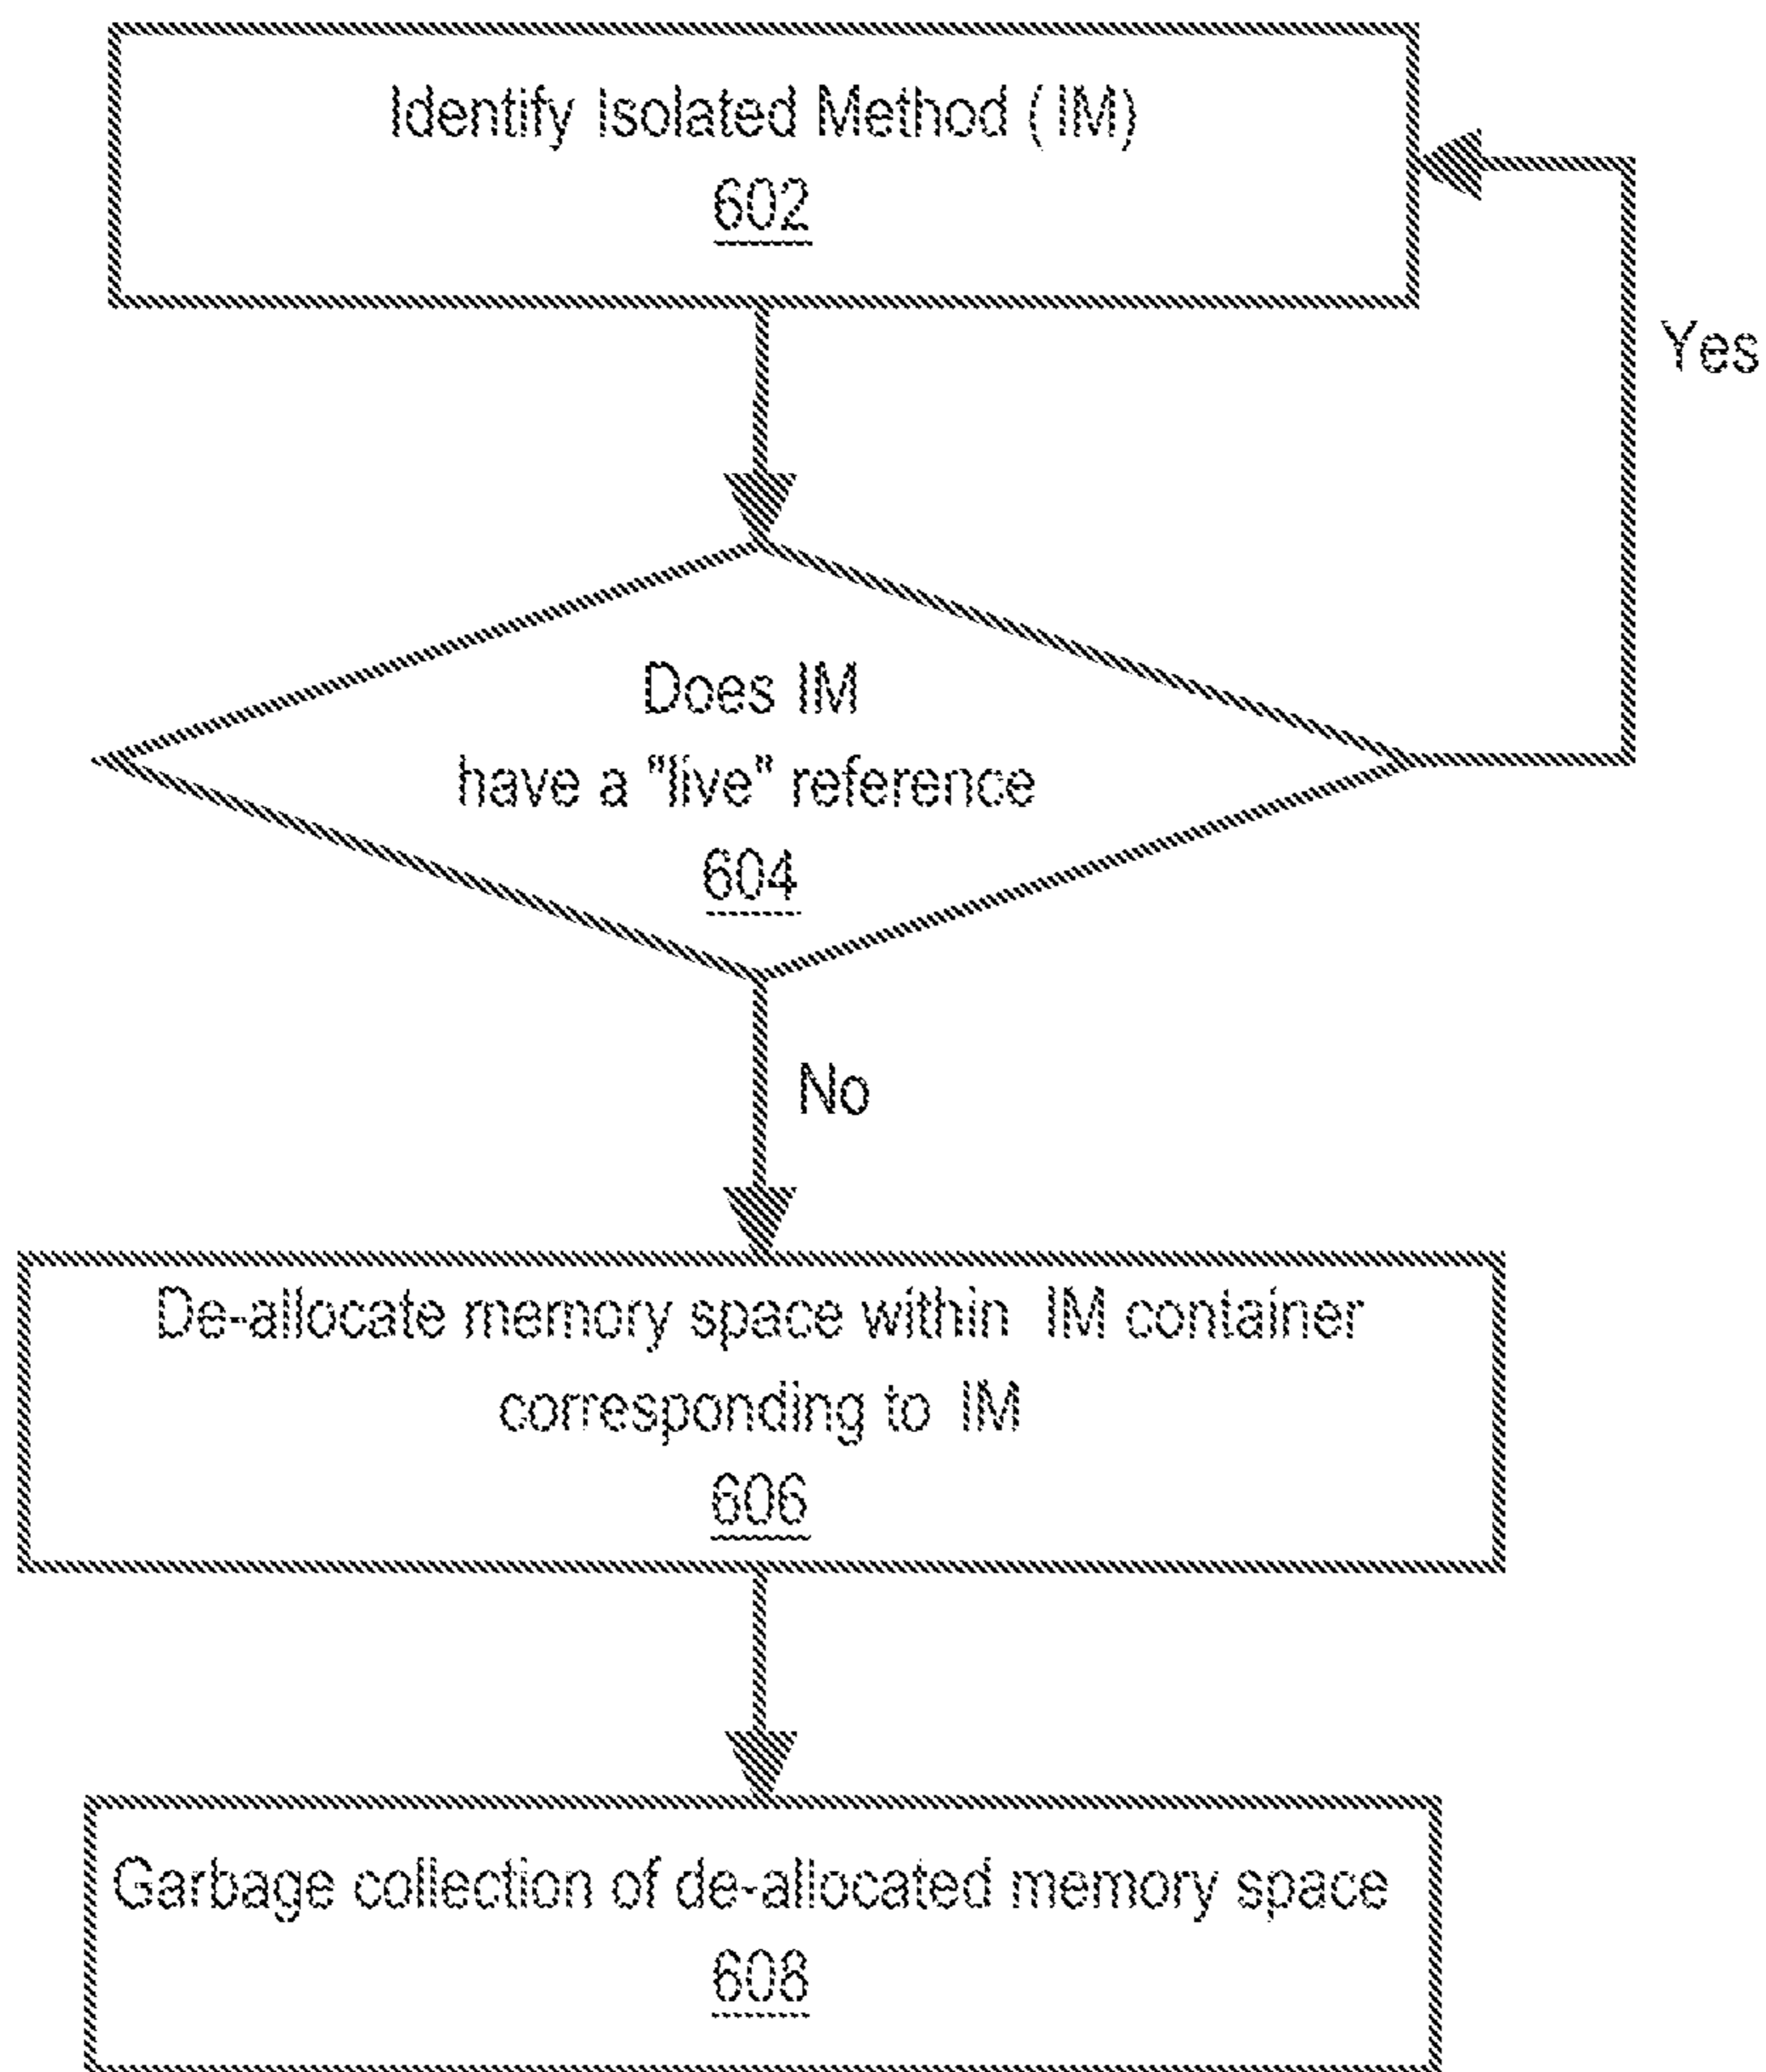 Identify Isolated Method (IM)
602
Yes
Does IM
have a "live" reference
604
No
De-allocate memory space within IM container
corresponding to IM
606
Garbage collection of de-allocated memory space
608